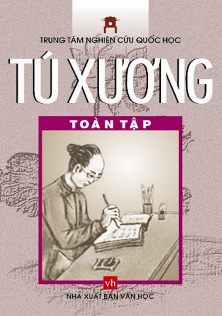 TRUNG TÂM NGHIÊN CỨU QUỐC HỌC
TÚ XƯƠNG
TOÀN TẬP
vh
NHÀ XUẤT BẢN VĂN HỌC